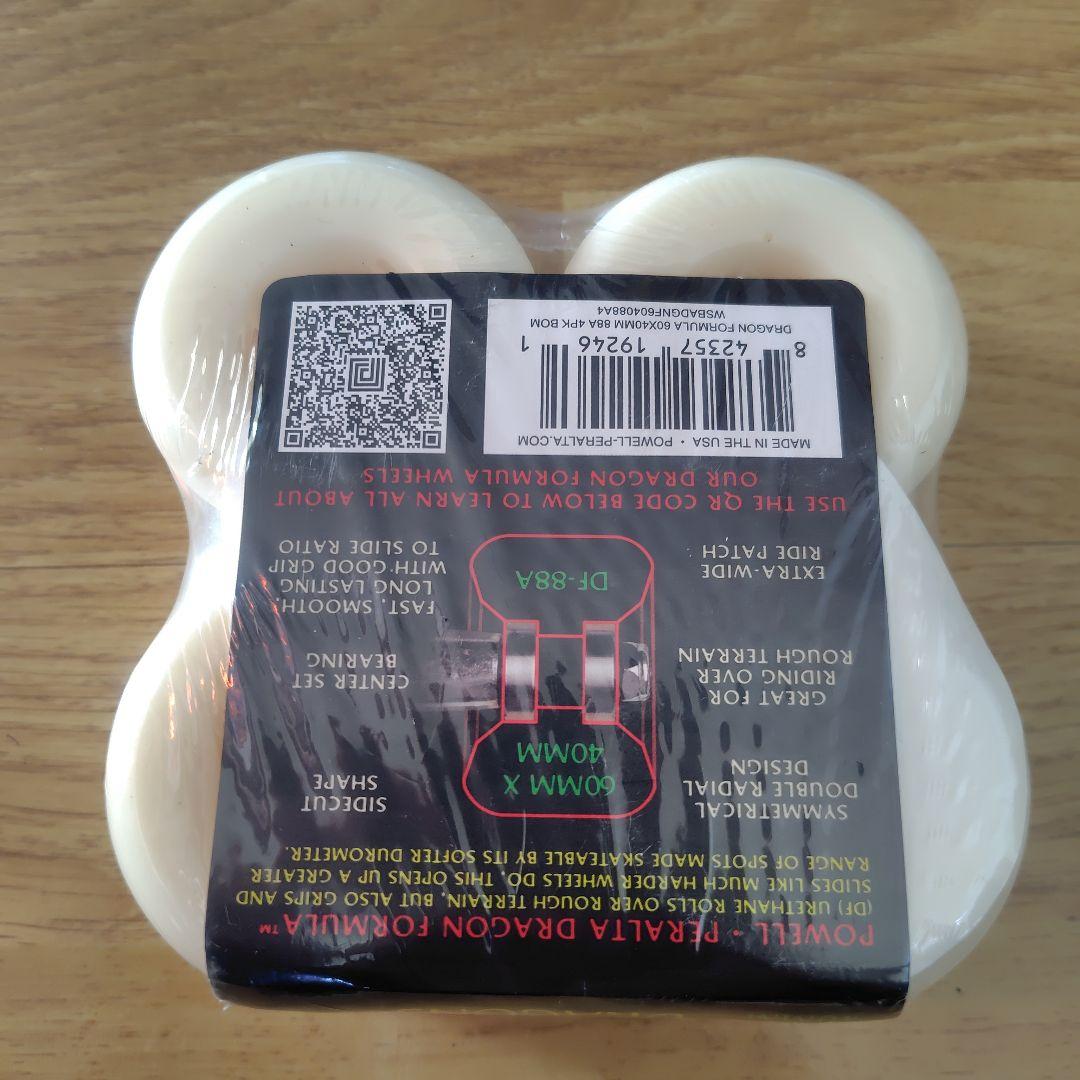 POWELL • PERALTA DRAGON FORMULA™
(DF) URETHANE ROLLS OVER ROUGH TERRAIN, BUT ALSO GRIPS AND
SLIDES LIKE MUCH HARDER WHEELS DO. THIS OPENS UP A GREATER
RANGE OF SPOTS MADE SKATEABLE BY ITS SOFTER DUROMETER.
SYMMETRICAL
DOUBLE RADIAL
DESIGN
60MM X
40MM
SIDECUT
SHAPE
GREAT FOR
RIDING OVER
ROUGH TERRAIN
CENTER SET
BEARING
EXTRA-WIDE
RIDE PATCH
DF-88A
FAST, SMOOTH,
LONG LASTING
WITH GOOD GRIP
TO SLIDE RATIO
USE THE QR CODE BELOW TO LEARN ALL ABOUT
OUR DRAGON FORMULA WHEELS
MADE IN THE USA • POWELL-PERALTA.COM
8 42357 19246 1
DRAGON FORMULA 60X40MM 88A 4PK BOM
WSBADGNF604088A4